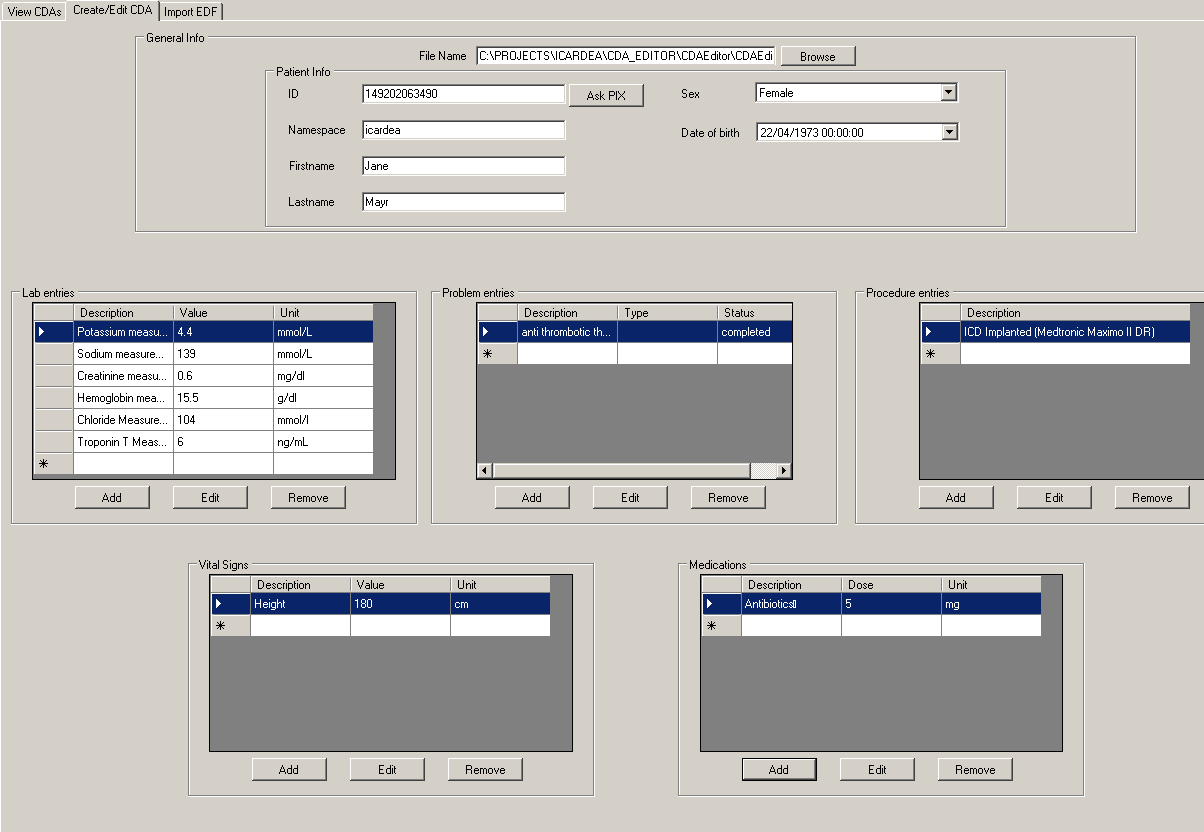 View CDAs Create/Edit CDA Import EDF
General Info
File Name C:\PROJECTS\ICARDEA\CDA_EDITOR\CDAEditor\CDAEdi Browse
Patient Info
ID 149202063490 Ask PIX Sex Female
Namespace icardea Date of birth 22/04/1973 00:00:00
Firstname Jane
Lastname Mayr
Lab entries
Description Value Unit
Potassium measu... 4.4 mmol/L
Sodium measure... 139 mmol/L
Creatinine measu... 0.6 mg/dl
Hemoglobin mea... 15.5 g/dl
Chloride Measure... 104 mmol/l
Troponin T Meas... 6 ng/mL
Add Edit Remove
Problem entries
Description Type Status
anti thrombotic th... completed
Add Edit Remove
Procedure entries
Description
ICD Implanted (Medtronic Maximo II DR)
Add Edit Remove
Vital Signs
Description Value Unit
Height 180 cm
Add Edit Remove
Medications
Description Dose Unit
Antibiotics 5 mg
Add Edit Remove